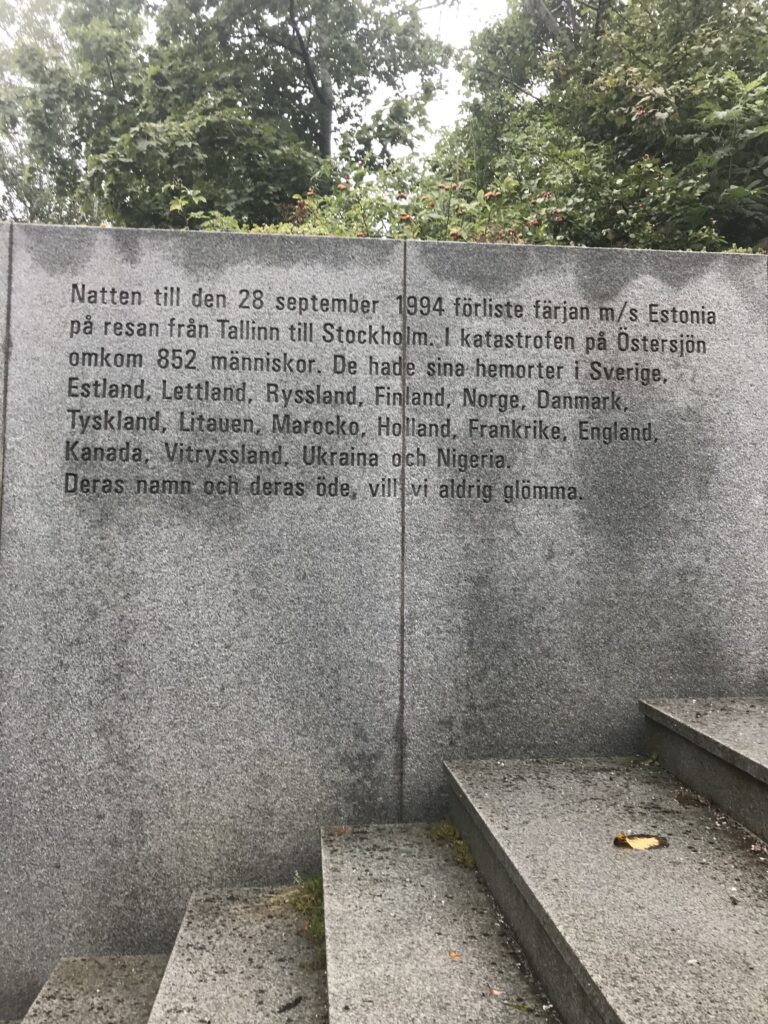 Natten till den 28 september 1994 förliste färjan m/s Estonia
på resan från Tallinn till Stockholm. I katastrofen på Östersjön
omkom 852 människor. De hade sina hemorter i Sverige,
Estland, Lettland, Ryssland, Finland, Norge, Danmark,
Tyskland, Litauen, Marocko, Holland, Frankrike, England,
Kanada, Vitryssland, Ukraina och Nigeria.
Deras namn och deras öde, vill vi aldrig glömma.